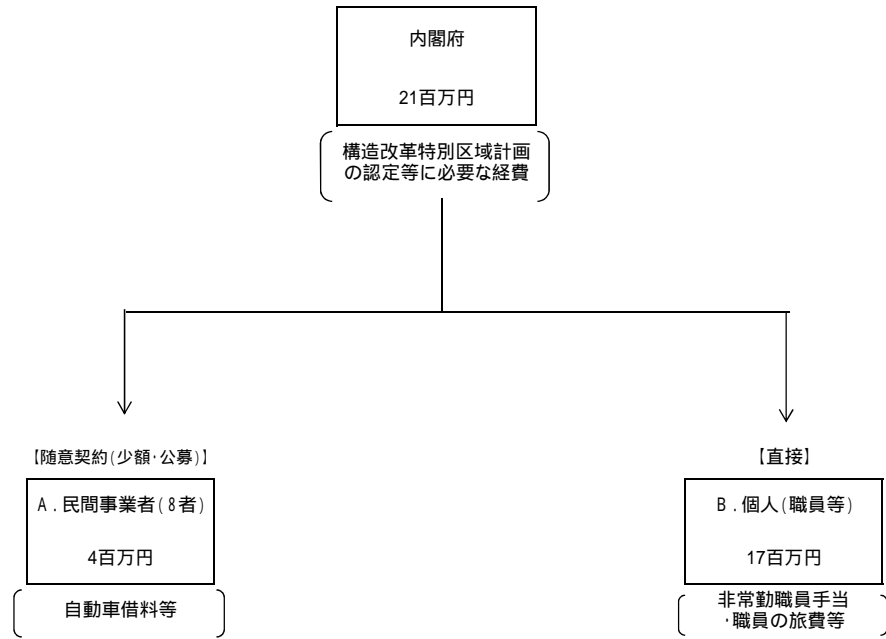 内閣府
21百万円
構造改革特別区域計画
の認定等に必要な経費
【随意契約(少額・公募)】
A．民間事業者(8者)
4百万円
自動車借料等
【直接】
B．個人(職員等)
17百万円
非常勤職員手当
・職員の旅費等